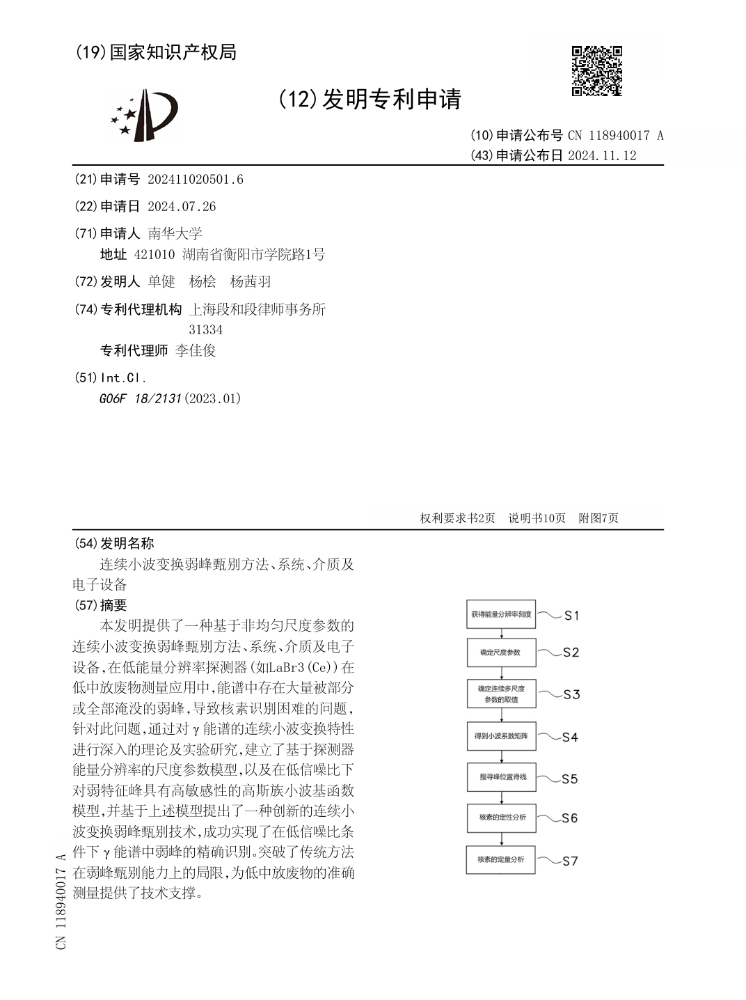 (19)国家知识产权局
(12)发明专利申请
(10)申请公布号 CN 118940017 A
(43)申请公布日 2024.11.12
(21)申请号 202411020501.6
(22)申请日 2024.07.26
(71)申请人 南华大学
地址 421010 湖南省衡阳市学院路1号
(72)发明人 单健 杨桧 杨茜羽
(74)专利代理机构 上海段和段律师事务所
31334
专利代理师 李佳俊
(51)Int.Cl.
G06F 18/2131(2023.01)
权利要求书2页 说明书10页 附图7页
(54)发明名称
连续小波变换弱峰甄别方法、系统、介质及
电子设备
(57)摘要
本发明提供了一种基于非均匀尺度参数的
连续小波变换弱峰甄别方法、系统、介质及电子
设备,在低能量分辨率探测器(如LaBr3(Ce))在
低中放废物测量应用中,能谱中存在大量被部分
或全部淹没的弱峰,导致核素识别困难的问题,
针对此问题,通过对γ能谱的连续小波变换特性
进行深入的理论及实验研究,建立了基于探测器
能量分辨率的尺度参数模型,以及在低信噪比下
对弱特征峰具有高敏感性的高斯族小波基函数
模型,并基于上述模型提出了一种创新的连续小
波变换弱峰甄别技术,成功实现了在低信噪比条
件下γ能谱中弱峰的精确识别。突破了传统方法
在弱峰甄别能力上的局限,为低中放废物的准确
测量提供了技术支撑。
获得能量分辨率刻度 S1
确定尺度参数 S2
确定连续多尺度
参数的取值 S3
得到小波系数矩阵 S4
搜寻峰位置脊线 S5
核素的定性分析 S6
核素的定量分析 S7
CN 118940017 A